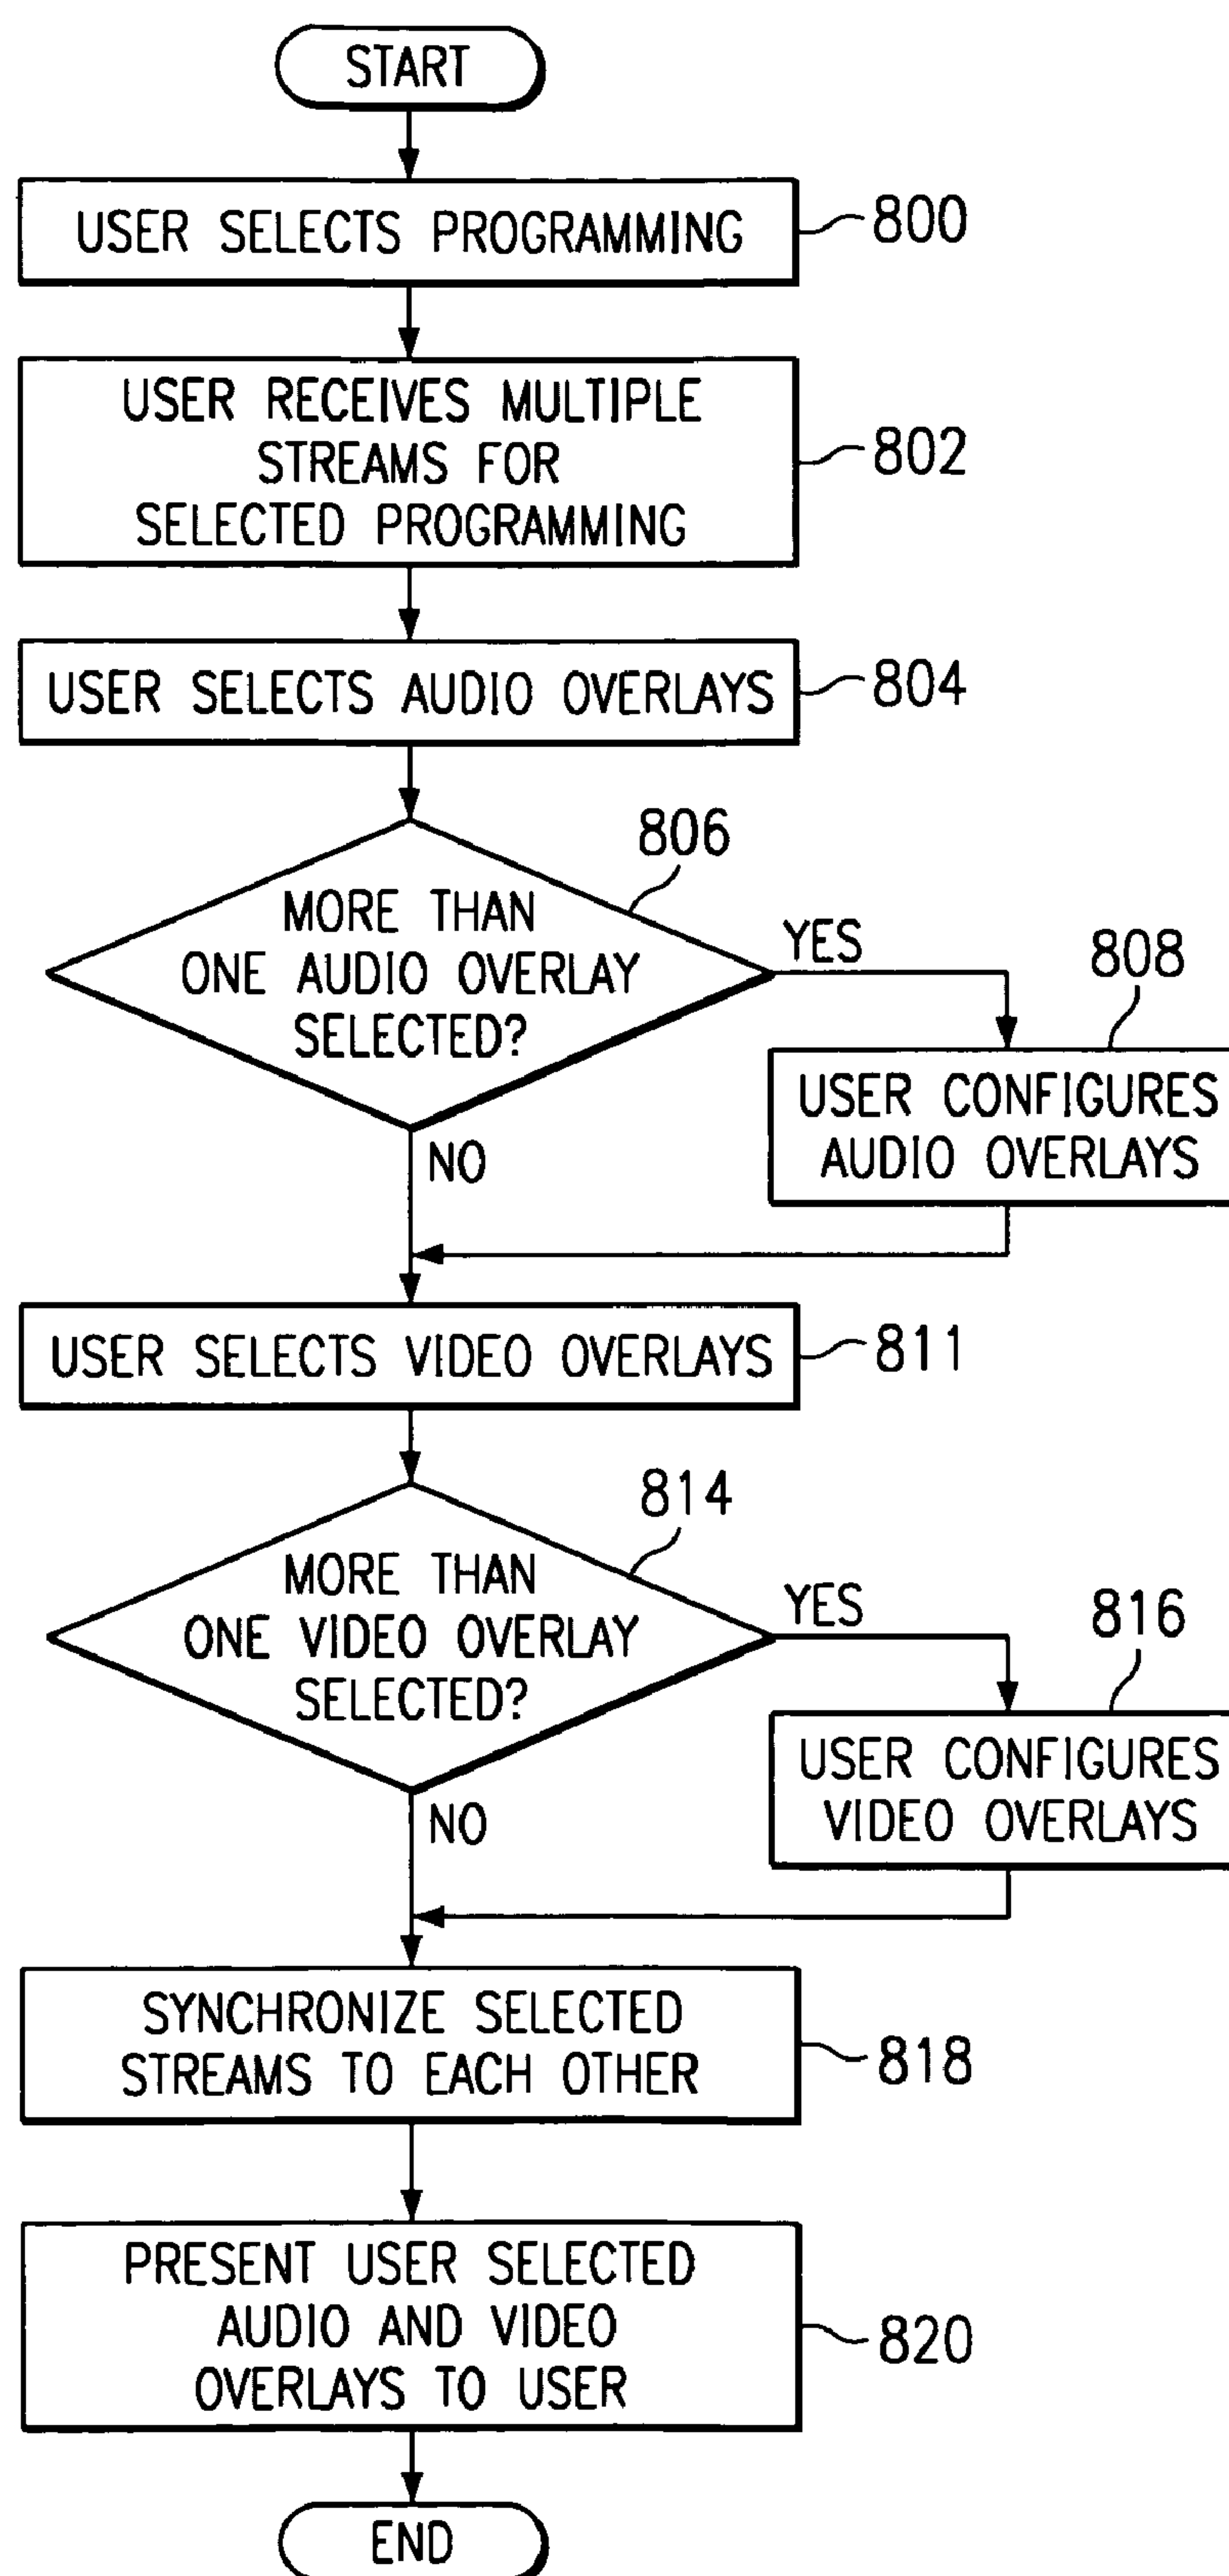 START
USER SELECTS PROGRAMMING
800
USER RECEIVES MULTIPLE
STREAMS FOR
SELECTED PROGRAMMING
802
USER SELECTS AUDIO OVERLAYS
804
806
MORE THAN
ONE AUDIO OVERLAY
SELECTED?
YES
808
USER CONFIGURES
AUDIO OVERLAYS
NO
USER SELECTS VIDEO OVERLAYS
811
814
MORE THAN
ONE VIDEO OVERLAY
SELECTED?
YES
816
USER CONFIGURES
VIDEO OVERLAYS
NO
SYNCHRONIZE SELECTED
STREAMS TO EACH OTHER
818
PRESENT USER SELECTED
AUDIO AND VIDEO
OVERLAYS TO USER
820
END